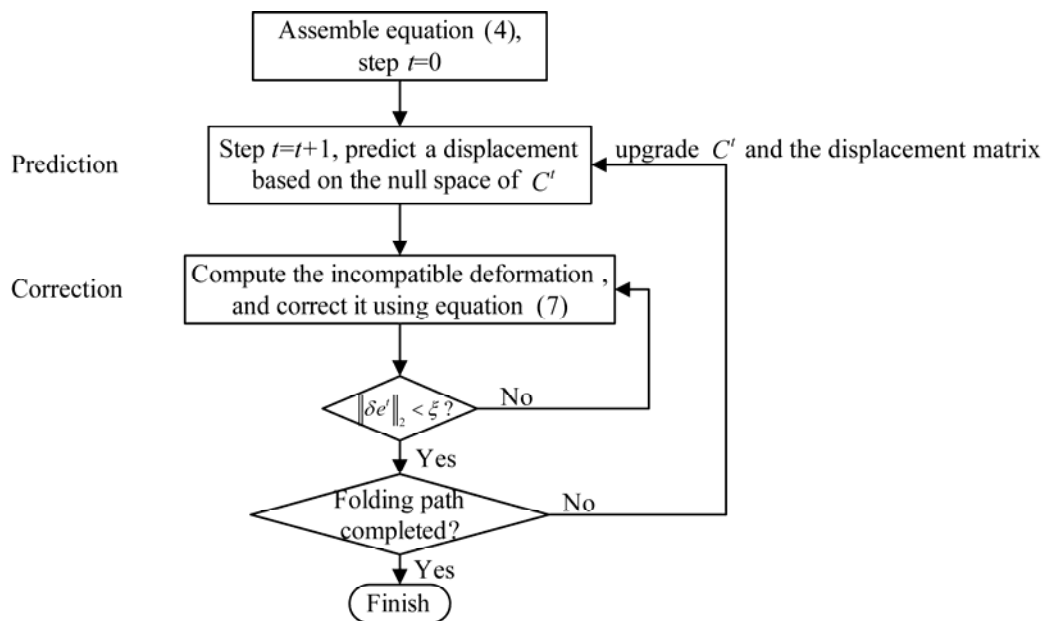 Assemble equation (4),
step t=0
Prediction
Step t=t+1, predict a displacement
based on the null space of C^t
upgrade C^t and the displacement matrix
Correction
Compute the incompatible deformation ,
and correct it using equation (7)
‖δe^t‖₂ < ξ ?
No
Yes
Folding path
completed?
No
Yes
Finish